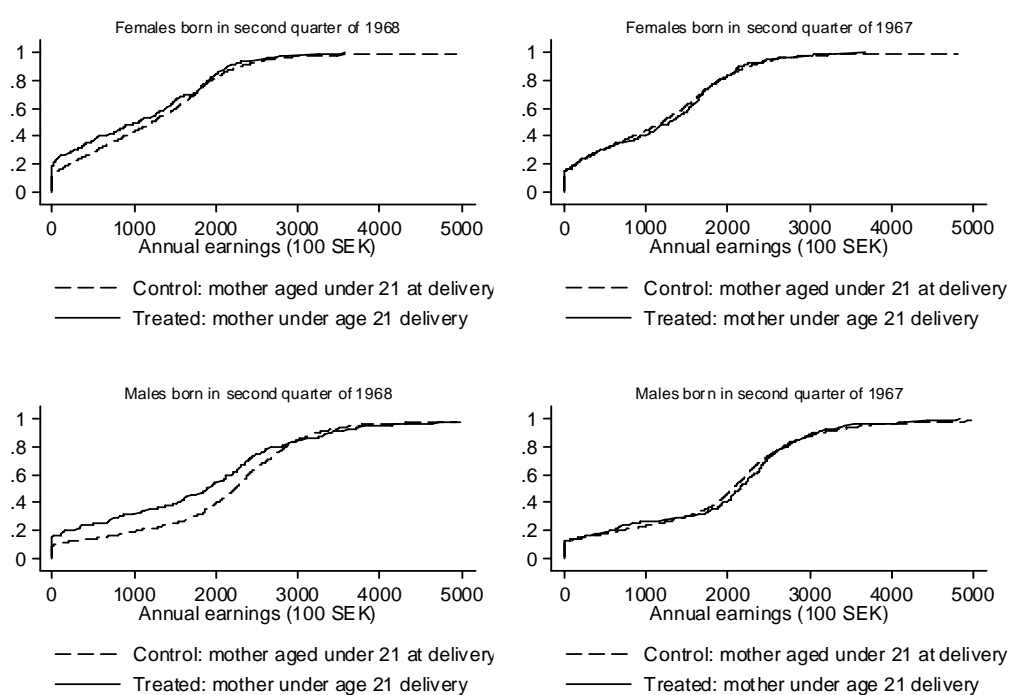 Females born in second quarter of 1968
1
.8
.6
.4
.2
0
0 1000 2000 3000 4000 5000
Annual earnings (100 SEK)
Control: mother aged under 21 at delivery
Treated: mother under age 21 delivery
Females born in second quarter of 1967
1
.8
.6
.4
.2
0
0 1000 2000 3000 4000 5000
Annual earnings (100 SEK)
Control: mother aged under 21 at delivery
Treated: mother under age 21 delivery
Males born in second quarter of 1968
1
.8
.6
.4
.2
0
0 1000 2000 3000 4000 5000
Annual earnings (100 SEK)
Control: mother aged under 21 at delivery
Treated: mother under age 21 delivery
Males born in second quarter of 1967
1
.8
.6
.4
.2
0
0 1000 2000 3000 4000 5000
Annual earnings (100 SEK)
Control: mother aged under 21 at delivery
Treated: mother under age 21 delivery